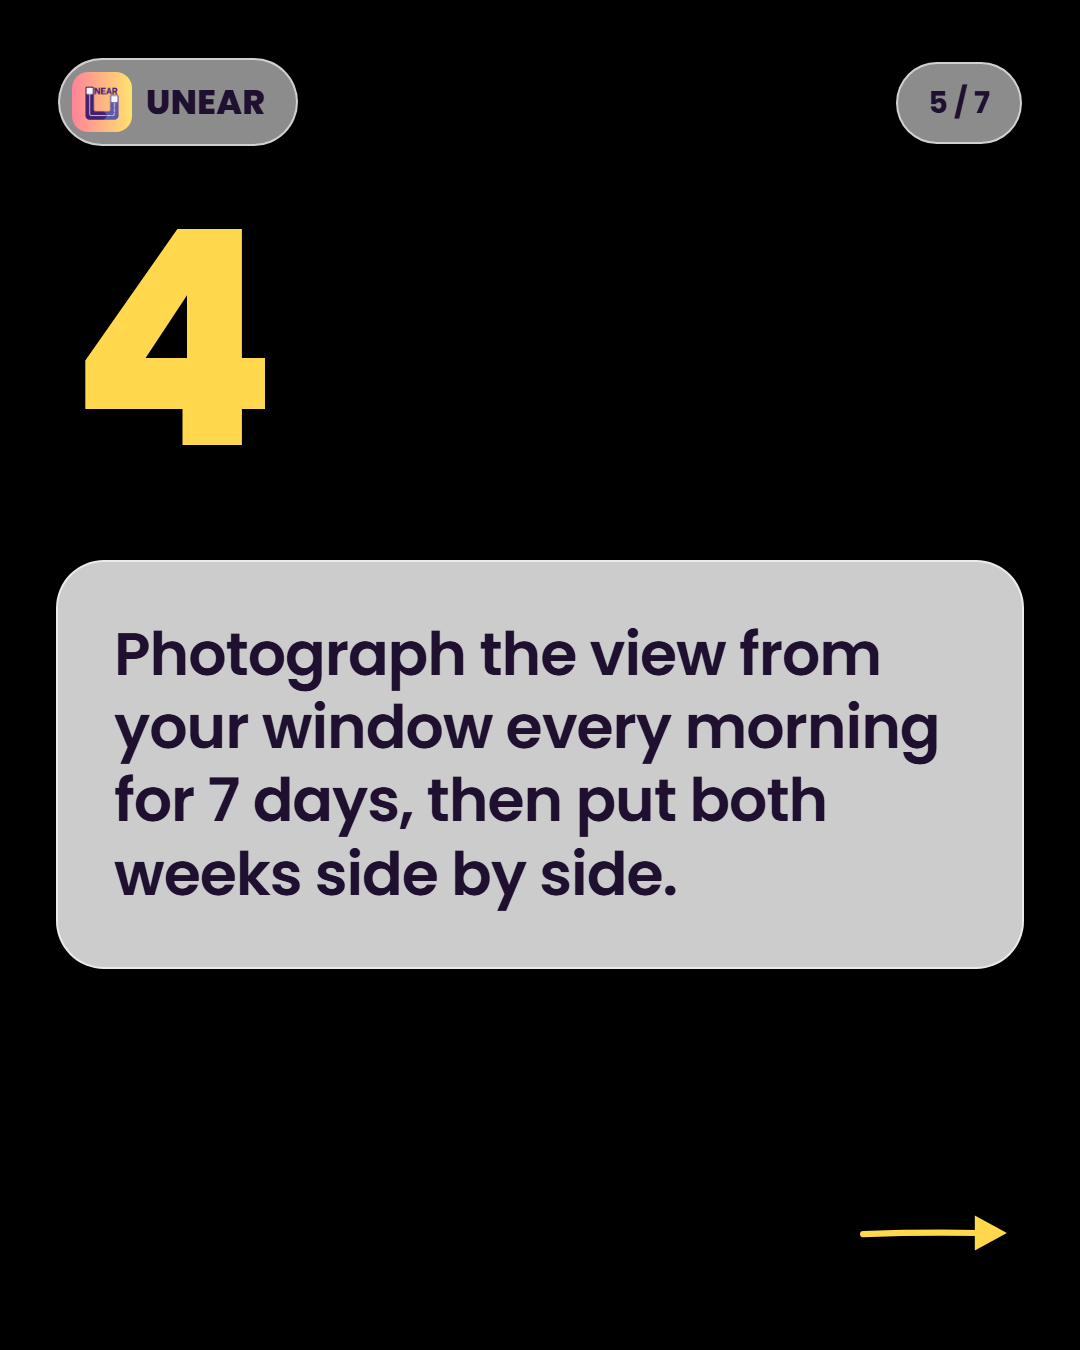 UNEAR
UNEAR
5 / 7
4
Photograph the view from
your window every morning
for 7 days, then put both
weeks side by side.